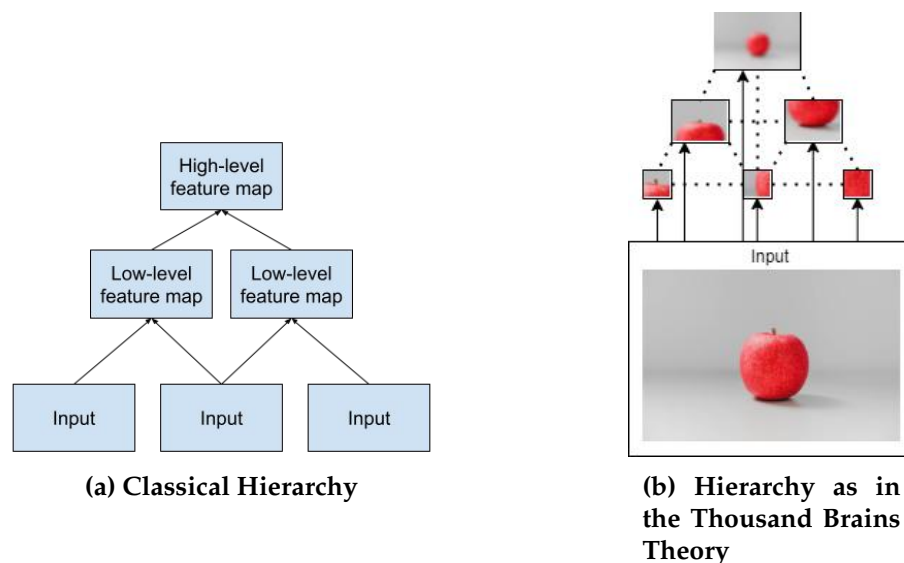 High-level
feature map
Low-level
feature map
Low-level
feature map
Input
Input
Input
(a) Classical Hierarchy
Input
(b) Hierarchy as in
the Thousand Brains
Theory